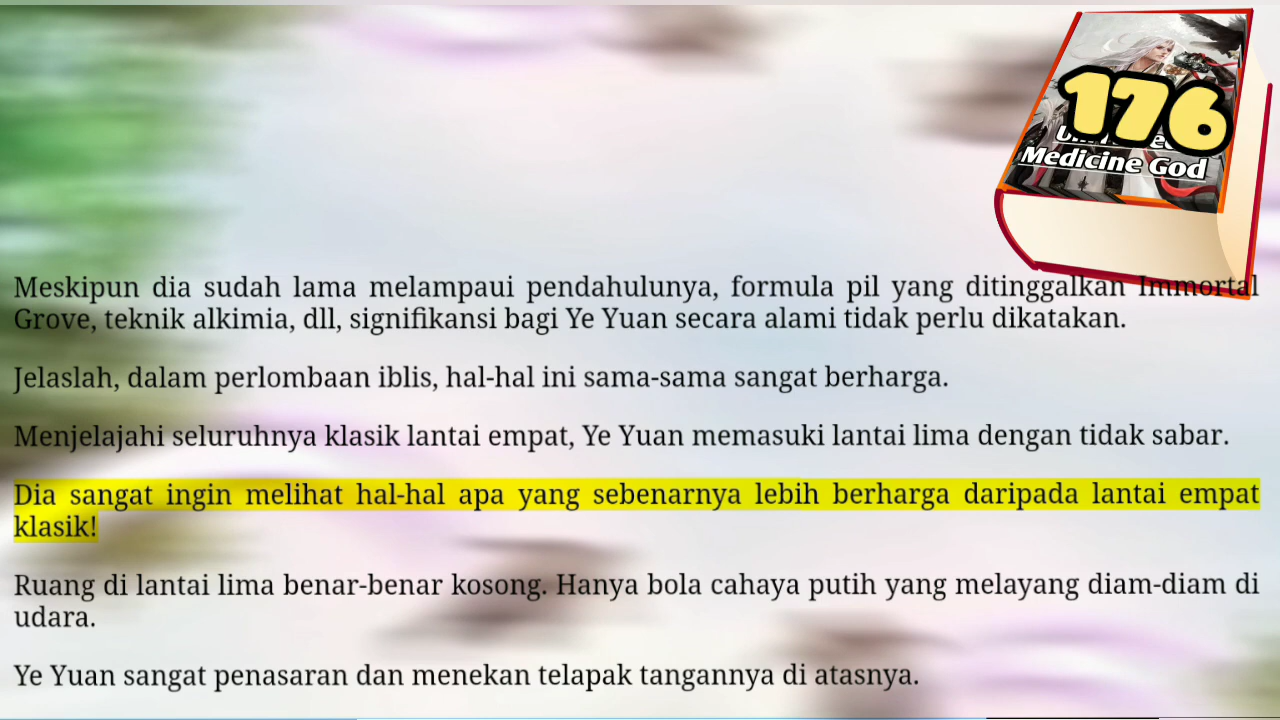 176
Medicine God
Meskipun dia sudah lama melampaui pendahulunya, formula pil yang ditinggalkan Immortal
Grove, teknik alkimia, dll, signifikansi bagi Ye Yuan secara alami tidak perlu dikatakan.
Jelaslah, dalam perlombaan iblis, hal-hal ini sama-sama sangat berharga.
Menjelajahi seluruhnya klasik lantai empat, Ye Yuan memasuki lantai lima dengan tidak sabar.
Dia sangat ingin melihat hal-hal apa yang sebenarnya lebih berharga daripada lantai empat
klasik!
Ruang di lantai lima benar-benar kosong. Hanya bola cahaya putih yang melayang diam-diam di
udara.
Ye Yuan sangat penasaran dan menekan telapak tangannya di atasnya.